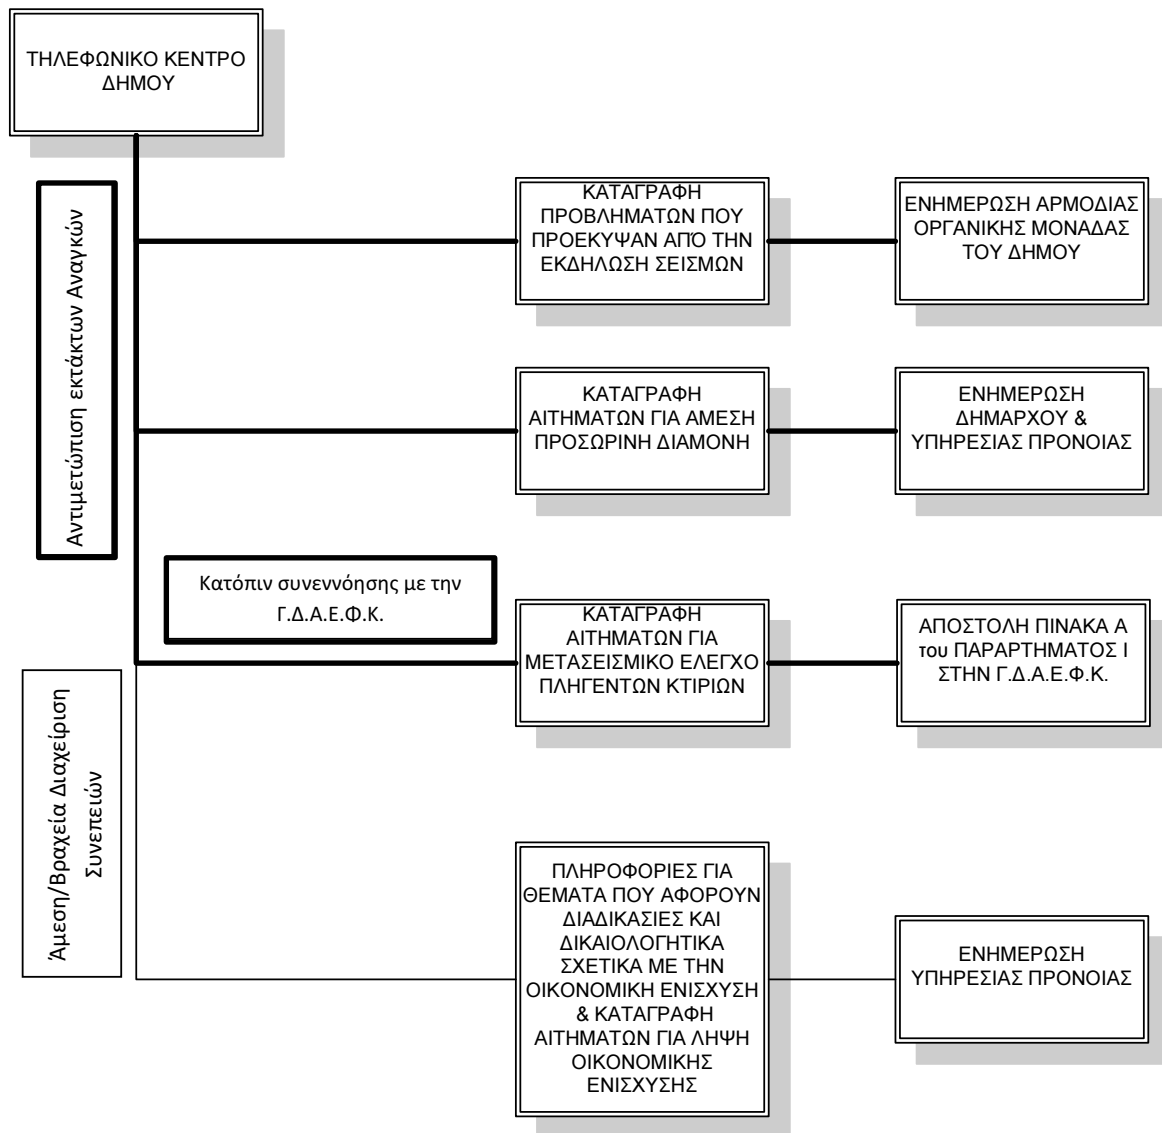 ΤΗΛΕΦΩΝΙΚΟ ΚΕΝΤΡΟ
ΔΗΜΟΥ
Αντιμετώπιση εκτάκτων Αναγκών
ΚΑΤΑΓΡΑΦΗ
ΠΡΟΒΛΗΜΑΤΩΝ ΠΟΥ
ΠΡΟΕΚΥΨΑΝ ΑΠΌ ΤΗΝ
ΕΚΔΗΛΩΣΗ ΣΕΙΣΜΩΝ
ΕΝΗΜΕΡΩΣΗ ΑΡΜΟΔΙΑΣ
ΟΡΓΑΝΙΚΗΣ ΜΟΝΑΔΑΣ
ΤΟΥ ΔΗΜΟΥ
ΚΑΤΑΓΡΑΦΗ
ΑΙΤΗΜΑΤΩΝ ΓΙΑ ΑΜΕΣΗ
ΠΡΟΣΩΡΙΝΗ ΔΙΑΜΟΝΗ
ΕΝΗΜΕΡΩΣΗ
ΔΗΜΑΡΧΟΥ &
ΥΠΗΡΕΣΙΑΣ ΠΡΟΝΟΙΑΣ
Κατόπιν συνεννόησης με την
Γ.Δ.Α.Ε.Φ.Κ.
ΚΑΤΑΓΡΑΦΗ
ΑΙΤΗΜΑΤΩΝ ΓΙΑ
ΜΕΤΑΣΕΙΣΜΙΚΟ ΕΛΕΓΧΟ
ΠΛΗΓΕΝΤΩΝ ΚΤΙΡΙΩΝ
ΑΠΟΣΤΟΛΗ ΠΙΝΑΚΑ Α
του ΠΑΡΑΡΤΗΜΑΤΟΣ Ι
ΣΤΗΝ Γ.Δ.Α.Ε.Φ.Κ.
Άμεση/Βραχεία Διαχείριση
Συνεπειών
ΠΛΗΡΟΦΟΡΙΕΣ ΓΙΑ
ΘΕΜΑΤΑ ΠΟΥ ΑΦΟΡΟΥΝ
ΔΙΑΔΙΚΑΣΙΕΣ ΚΑΙ
ΔΙΚΑΙΟΛΟΓΗΤΙΚΑ
ΣΧΕΤΙΚΑ ΜΕ ΤΗΝ
ΟΙΚΟΝΟΜΙΚΗ ΕΝΙΣΧΥΣΗ
& ΚΑΤΑΓΡΑΦΗ
ΑΙΤΗΜΑΤΩΝ ΓΙΑ ΛΗΨΗ
ΟΙΚΟΝΟΜΙΚΗΣ
ΕΝΙΣΧΥΣΗΣ
ΕΝΗΜΕΡΩΣΗ
ΥΠΗΡΕΣΙΑΣ ΠΡΟΝΟΙΑΣ